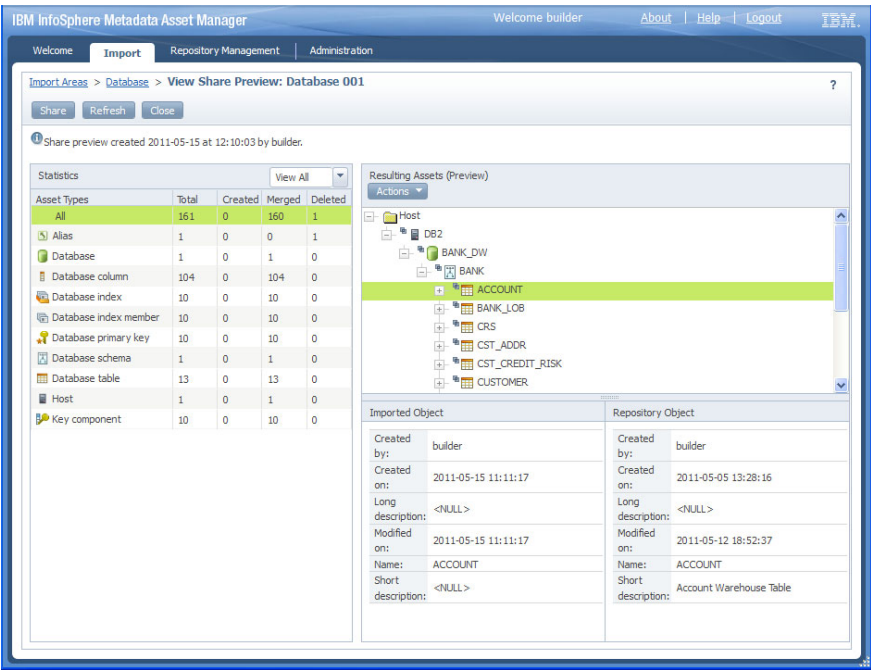 IBM InfoSphere Metadata Asset Manager Welcome builder About | Help | Logout IBM.
Welcome Import Repository Management Administration
Import Areas > Database > View Share Preview: Database 001 ?
Share Refresh Close
Share preview created 2011-05-15 at 12:10:03 by builder.
Statistics View All
Asset Types Total Created Merged Deleted
All 161 0 160 1
Alias 1 0 0 1
Database 1 0 1 0
Database column 104 0 104 0
Database index 10 0 10 0
Database index member 10 0 10 0
Database primary key 10 0 10 0
Database schema 1 0 1 0
Database table 13 0 13 0
Host 1 0 1 0
Key component 10 0 10 0
Resulting Assets (Preview)
Actions
Host
DB2
BANK_DW
BANK
ACCOUNT
BANK_LOB
CRS
CST_ADDR
CST_CREDIT_RISK
CUSTOMER
Imported Object
Created by: builder
Created on: 2011-05-15 11:11:17
Long description: <NULL>
Modified on: 2011-05-15 11:11:17
Name: ACCOUNT
Short description: <NULL>
Repository Object
Created by: builder
Created on: 2011-05-05 13:28:16
Long description: <NULL>
Modified on: 2011-05-12 18:52:37
Name: ACCOUNT
Short description: Account Warehouse Table